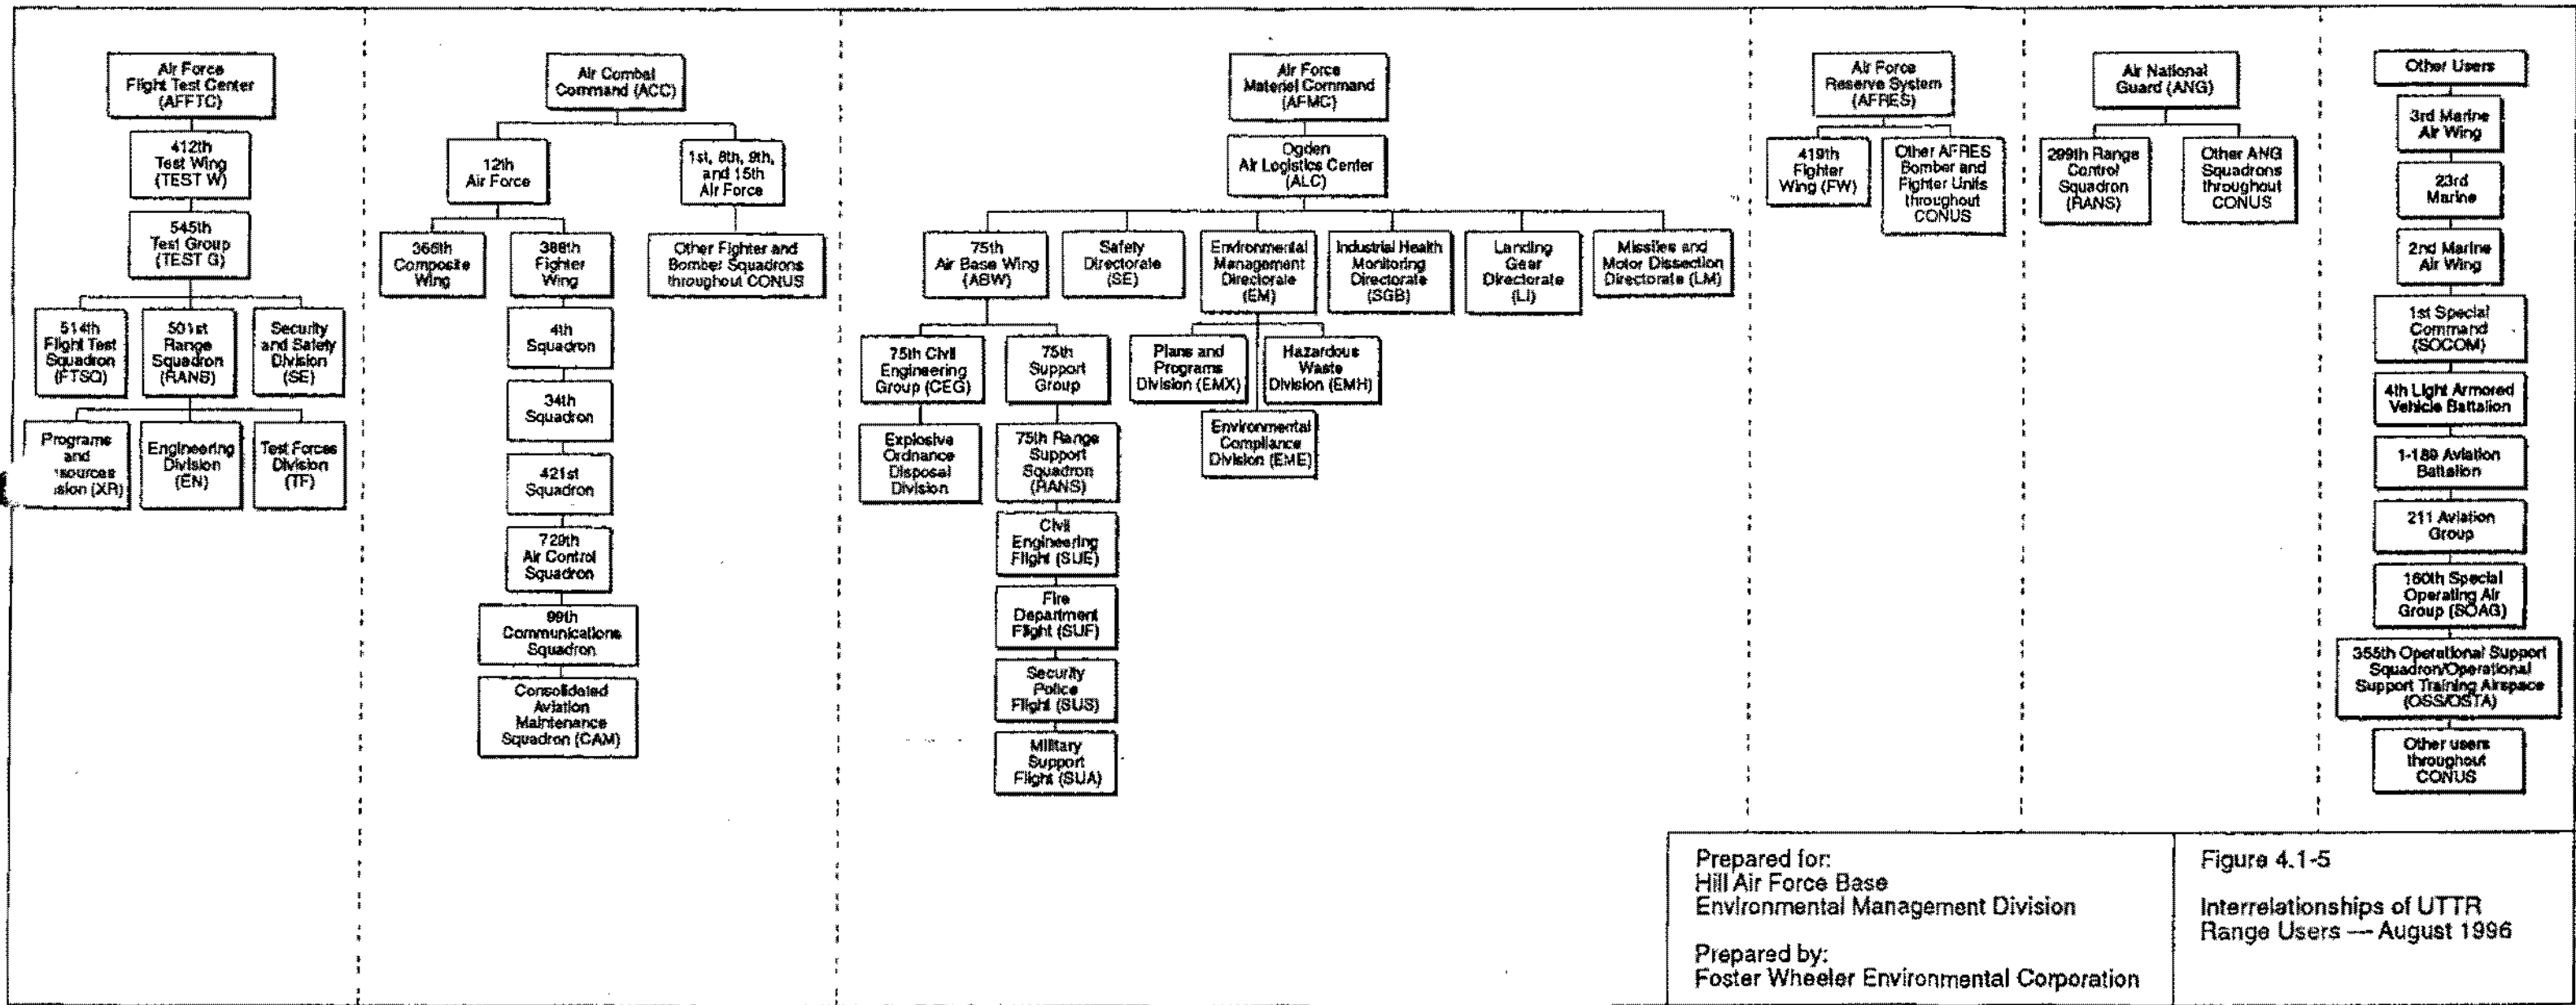 Air Force
Flight Test Center
(AFFTC)
412th
Test Wing
(TEST W)
545th
Test Group
(TEST G)
514th
Flight Test
Squadron
(FTSQ)
501st
Range
Squadron
(RANS)
Security
and Safety
Division
(SE)
Programs
and
(XR)
Engineering
Division
(EN)
Test Forces
Division
(TF)
Air Combat
Command (ACC)
12th
Air Force
1st, 8th, 9th,
and 15th
Air Force
366th
Composite
Wing
388th
Fighter
Wing
Other Fighter and
Bomber Squadrons
throughout CONUS
4th
Squadron
34th
Squadron
421st
Squadron
729th
Air Control
Squadron
99th
Communications
Squadron
Consolidated
Aviation
Maintenance
Squadron (CAM)
Air Force
Materiel Command
(AFMC)
Ogden
Air Logistics Center
(ALC)
75th
Air Base Wing
(ABW)
Safety
Directorate
(SE)
Environmental
Management
Directorate
(EM)
Industrial Health
Monitoring
Directorate
(SGB)
Landing
Gear
Directorate
(LI)
Missiles and
Motor Dissection
Directorate (LM)
75th Civil
Engineering
Group (CEG)
75th
Support
Group
Plans and
Programs
Division (EMX)
Hazardous
Waste
Division (EMH)
Explosive
Ordnance
Disposal
Division
75th Range
Support
Squadron
(RANS)
Environmental
Compliance
Division (EME)
Civil
Engineering
Flight (SUE)
Fire
Department
Flight (SUF)
Security
Police
Flight (SUS)
Military
Support
Flight (SUA)
Air Force
Reserve System
(AFRES)
419th
Fighter
Wing (FW)
Other AFRES
Bomber and
Fighter Units
throughout
CONUS
Air National
Guard (ANG)
299th Range
Control
Squadron
(RANS)
Other ANG
Squadrons
throughout
CONUS
Other Users
3rd Marine
Air Wing
23rd
Marine
2nd Marine
Air Wing
1st Special
Command
(SOCOM)
4th Light Armored
Vehicle Battalion
1-189 Aviation
Battalion
211 Aviation
Group
160th Special
Operating Air
Group (SOAG)
355th Operational Support
Squadron/Operational
Support Training Airspace
(OSS/OSTA)
Other users
throughout
CONUS
Prepared for:
Hill Air Force Base
Environmental Management Division
Prepared by:
Foster Wheeler Environmental Corporation
Figure 4.1-5
Interrelationships of UTTR
Range Users — August 1996